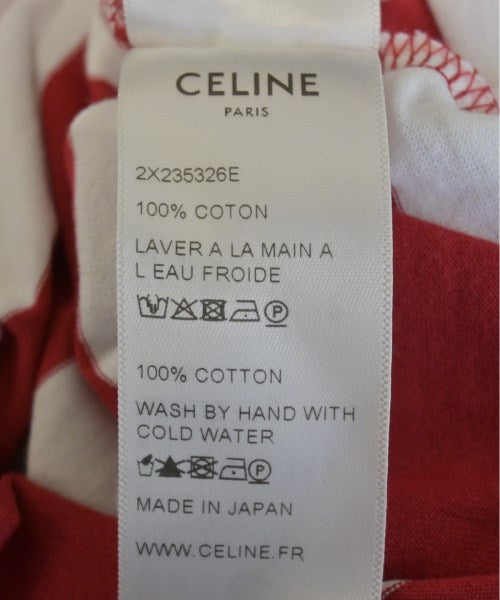 CELINE
PARIS
2X235326E
100% COTON
LAVER A LA MAIN A
L EAU FROIDE
P
100% COTTON
WASH BY HAND WITH
COLD WATER
P
MADE IN JAPAN
WWW.CELINE.FR